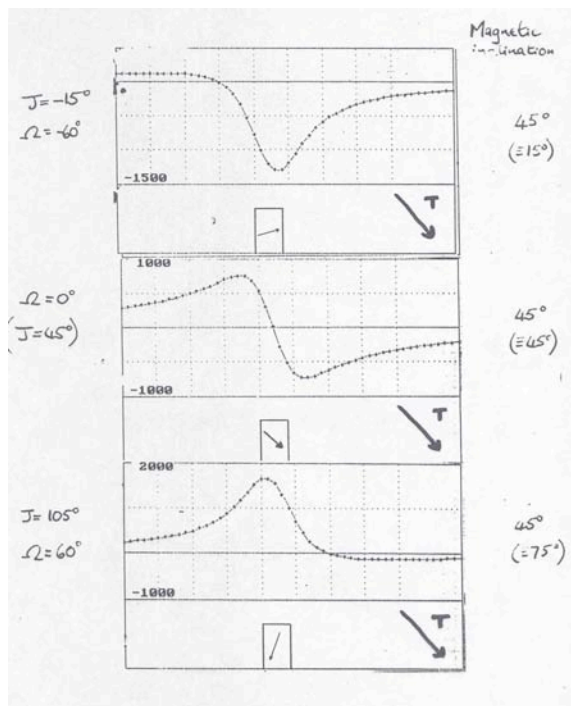 Magnetic
inclination
J=-15°
Ω=-60°
-1500
T
45°
(≡15°)
1000
Ω=0°
(J=45°)
-1000
T
45°
(≡45°)
2000
J=105°
Ω=60°
-1000
T
45°
(≡75°)